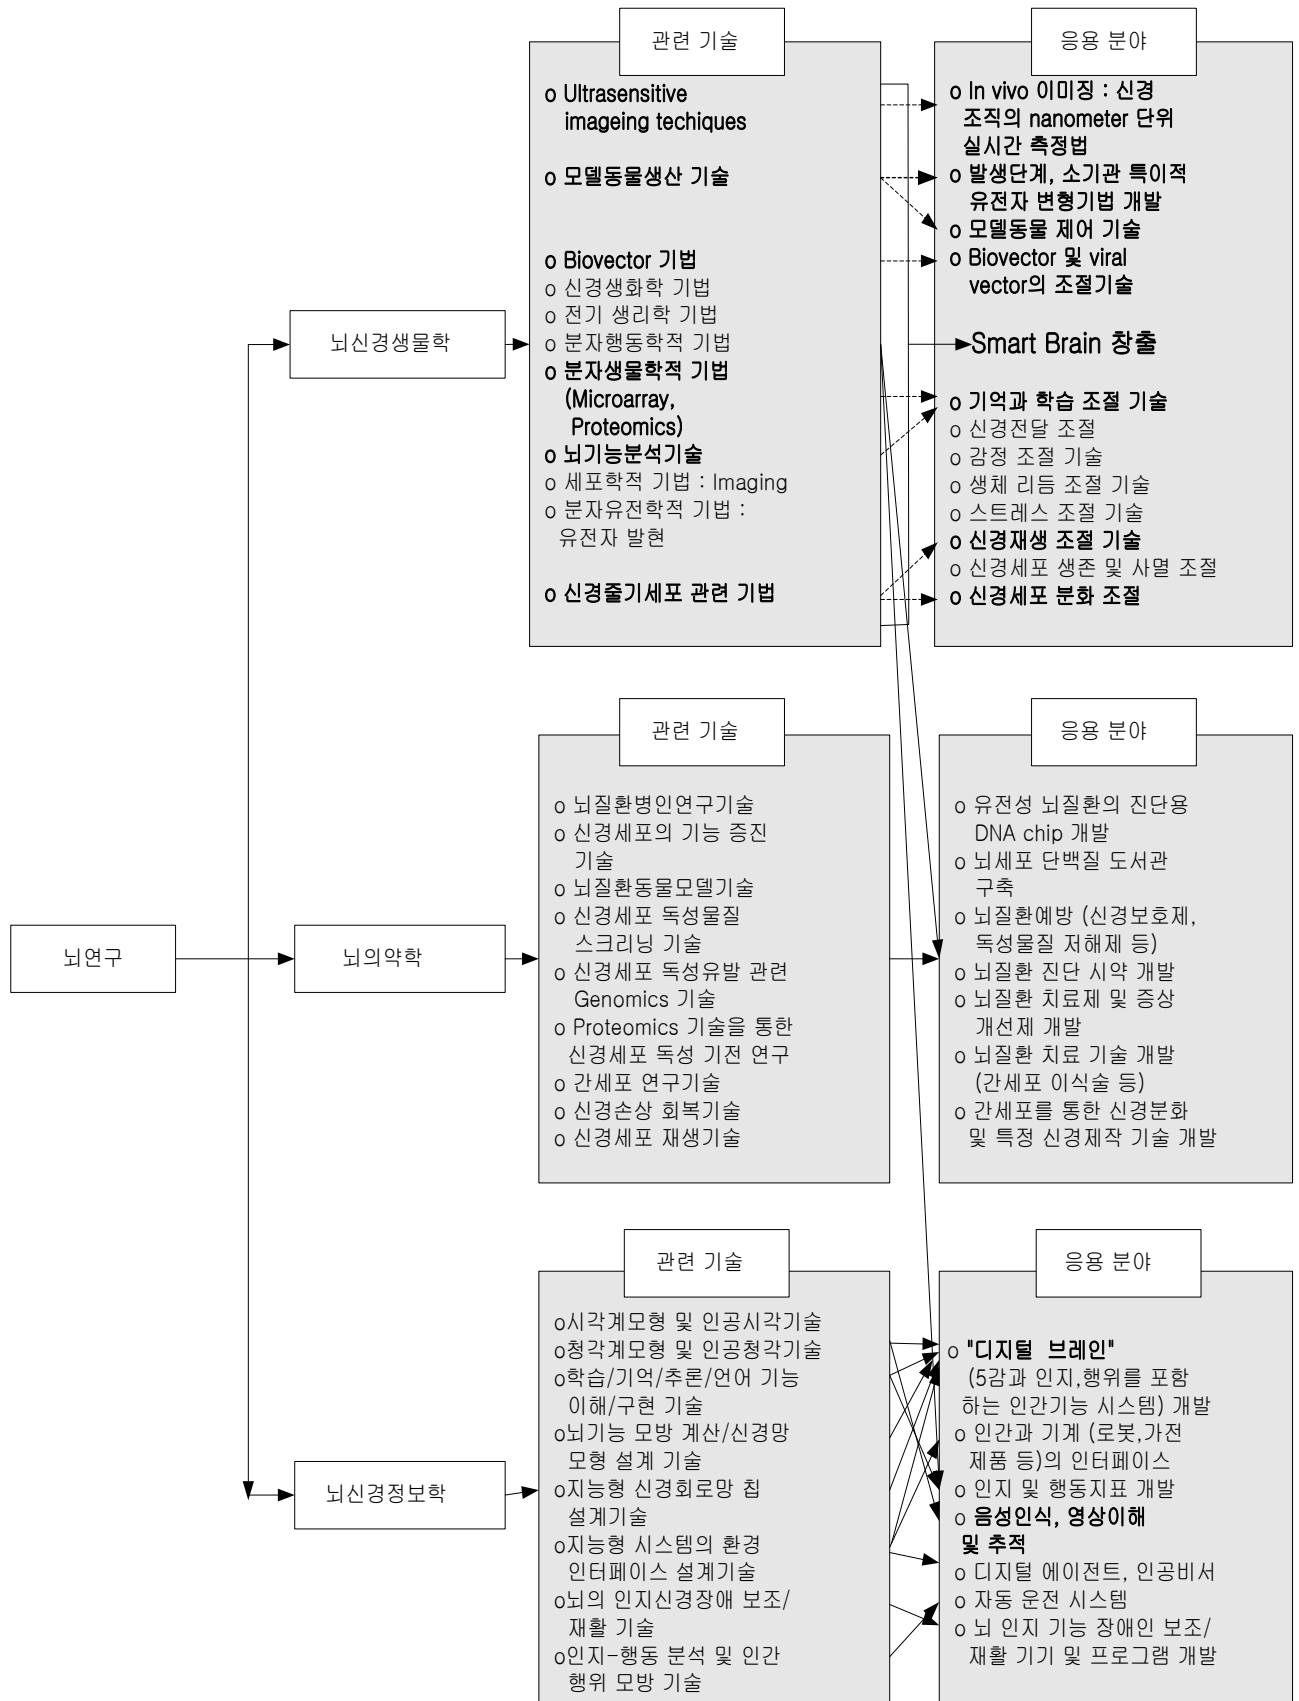 관련 기술
o Ultrasensitive
imageing techiques
o 모델동물생산 기술
o Biovector 기법
o 신경생화학 기법
o 전기 생리학 기법
o 분자행동학적 기법
o 분자생물학적 기법
(Microarray,
Proteomics)
o 뇌기능분석기술
o 세포학적 기법 : Imaging
o 분자유전학적 기법 :
유전자 발현
o 신경줄기세포 관련 기법
응용 분야
o In vivo 이미징 : 신경
조직의 nanometer 단위
실시간 측정법
o 발생단계, 소기관 특이적
유전자 변형기법 개발
o 모델동물 제어 기술
o Biovector 및 viral
vector의 조절기술
Smart Brain 창출
o 기억과 학습 조절 기술
o 신경전달 조절
o 감정 조절 기술
o 생체 리듬 조절 기술
o 스트레스 조절 기술
o 신경재생 조절 기술
o 신경세포 생존 및 사멸 조절
o 신경세포 분화 조절
뇌신경생물학
관련 기술
o 뇌질환병인연구기술
o 신경세포의 기능 증진
기술
o 뇌질환동물모델기술
o 신경세포 독성물질
스크리닝 기술
o 신경세포 독성유발 관련
Genomics 기술
o Proteomics 기술을 통한
신경세포 독성 기전 연구
o 간세포 연구기술
o 신경손상 회복기술
o 신경세포 재생기술
응용 분야
o 유전성 뇌질환의 진단용
DNA chip 개발
o 뇌세포 단백질 도서관
구축
o 뇌질환예방 (신경보호제,
독성물질 저해제 등)
o 뇌질환 진단 시약 개발
o 뇌질환 치료제 및 증상
개선제 개발
o 뇌질환 치료 기술 개발
(간세포 이식술 등)
o 간세포를 통한 신경분화
및 특정 신경제작 기술 개발
뇌연구
뇌의약학
관련 기술
o시각계모형 및 인공시각기술
o청각계모형 및 인공청각기술
o학습/기억/추론/언어 기능
이해/구현 기술
o뇌기능 모방 계산/신경망
모형 설계 기술
o지능형 신경회로망 칩
설계기술
o지능형 시스템의 환경
인터페이스 설계기술
o뇌의 인지신경장애 보조/
재활 기술
o인지-행동 분석 및 인간
행위 모방 기술
응용 분야
o "디지털 브레인"
(5감과 인지,행위를 포함
하는 인간기능 시스템) 개발
o 인간과 기계 (로봇,가전
제품 등)의 인터페이스
o 인지 및 행동지표 개발
o 음성인식, 영상이해
및 추적
o 디지털 에이전트, 인공비서
o 자동 운전 시스템
o 뇌 인지 기능 장애인 보조/
재활 기기 및 프로그램 개발
뇌신경정보학